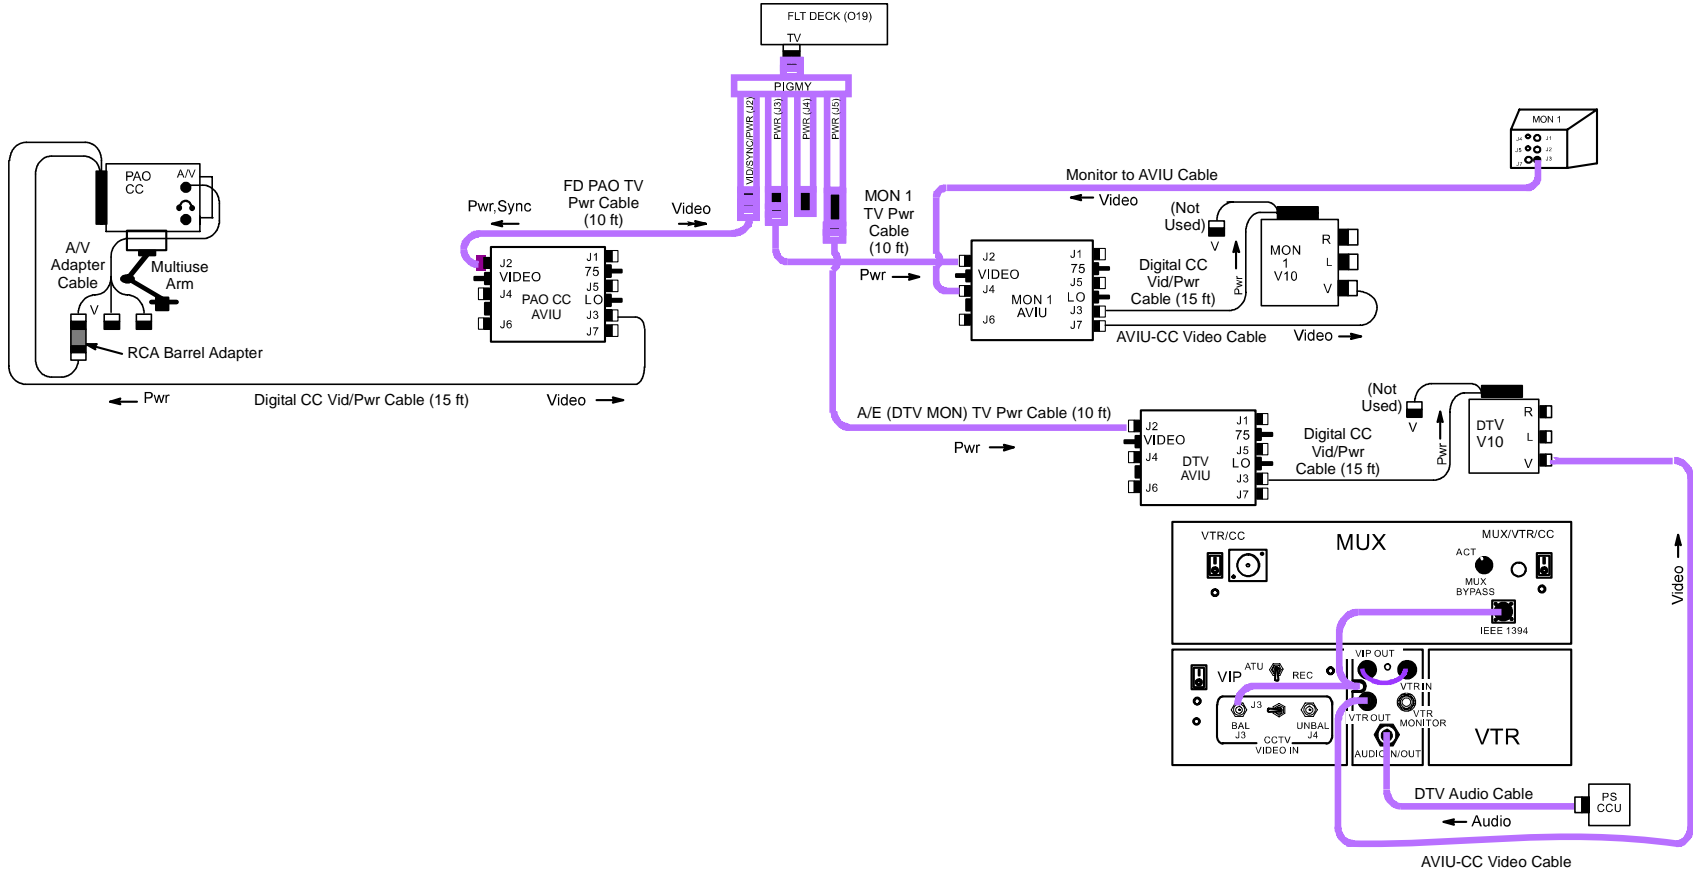 FLT DECK (O19)
TV
PIGMY
VID/SYNC/PWR (J2)
PWR (J3)
PWR (J4)
PWR (J5)
PAO
CC
A/V
A/V
Adapter
Cable
Multiuse
Arm
V
RCA Barrel Adapter
Pwr
Digital CC Vid/Pwr Cable (15 ft)
Video
Pwr,Sync
FD PAO TV
Pwr Cable
(10 ft)
Video
J2
VIDEO
J4
J6
PAO CC
AVIU
J1
75
J5
LO
J3
J7
MON 1
TV Pwr
Cable
(10 ft)
Pwr
Monitor to AVIU Cable
Video
MON 1
J4
J1
J5
J2
J7
J3
J2
VIDEO
J4
J6
MON 1
AVIU
J1
75
J5
LO
J3
J7
(Not
Used)
V
Digital CC
Vid/Pwr
Cable (15 ft)
Pwr
MON
1
V10
R
L
V
AVIU-CC Video Cable
Video
A/E (DTV MON) TV Pwr Cable (10 ft)
Pwr
J2
VIDEO
J4
J6
DTV
AVIU
J1
75
J5
LO
J3
J7
(Not
Used)
V
Digital CC
Vid/Pwr
Cable (15 ft)
Pwr
DTV
V10
R
L
V
Video
VTR/CC
MUX
MUX/VTR/CC
ACT
MUX
BYPASS
IEEE 1394
VIP
ATU
REC
J3
BAL
J3
UNBAL
J4
CCTV
VIDEO IN
VIP OUT
VTR IN
VTR OUT
VTR
MONITOR
AUDIO IN/OUT
VTR
DTV Audio Cable
Audio
PS
CCU
AVIU-CC Video Cable